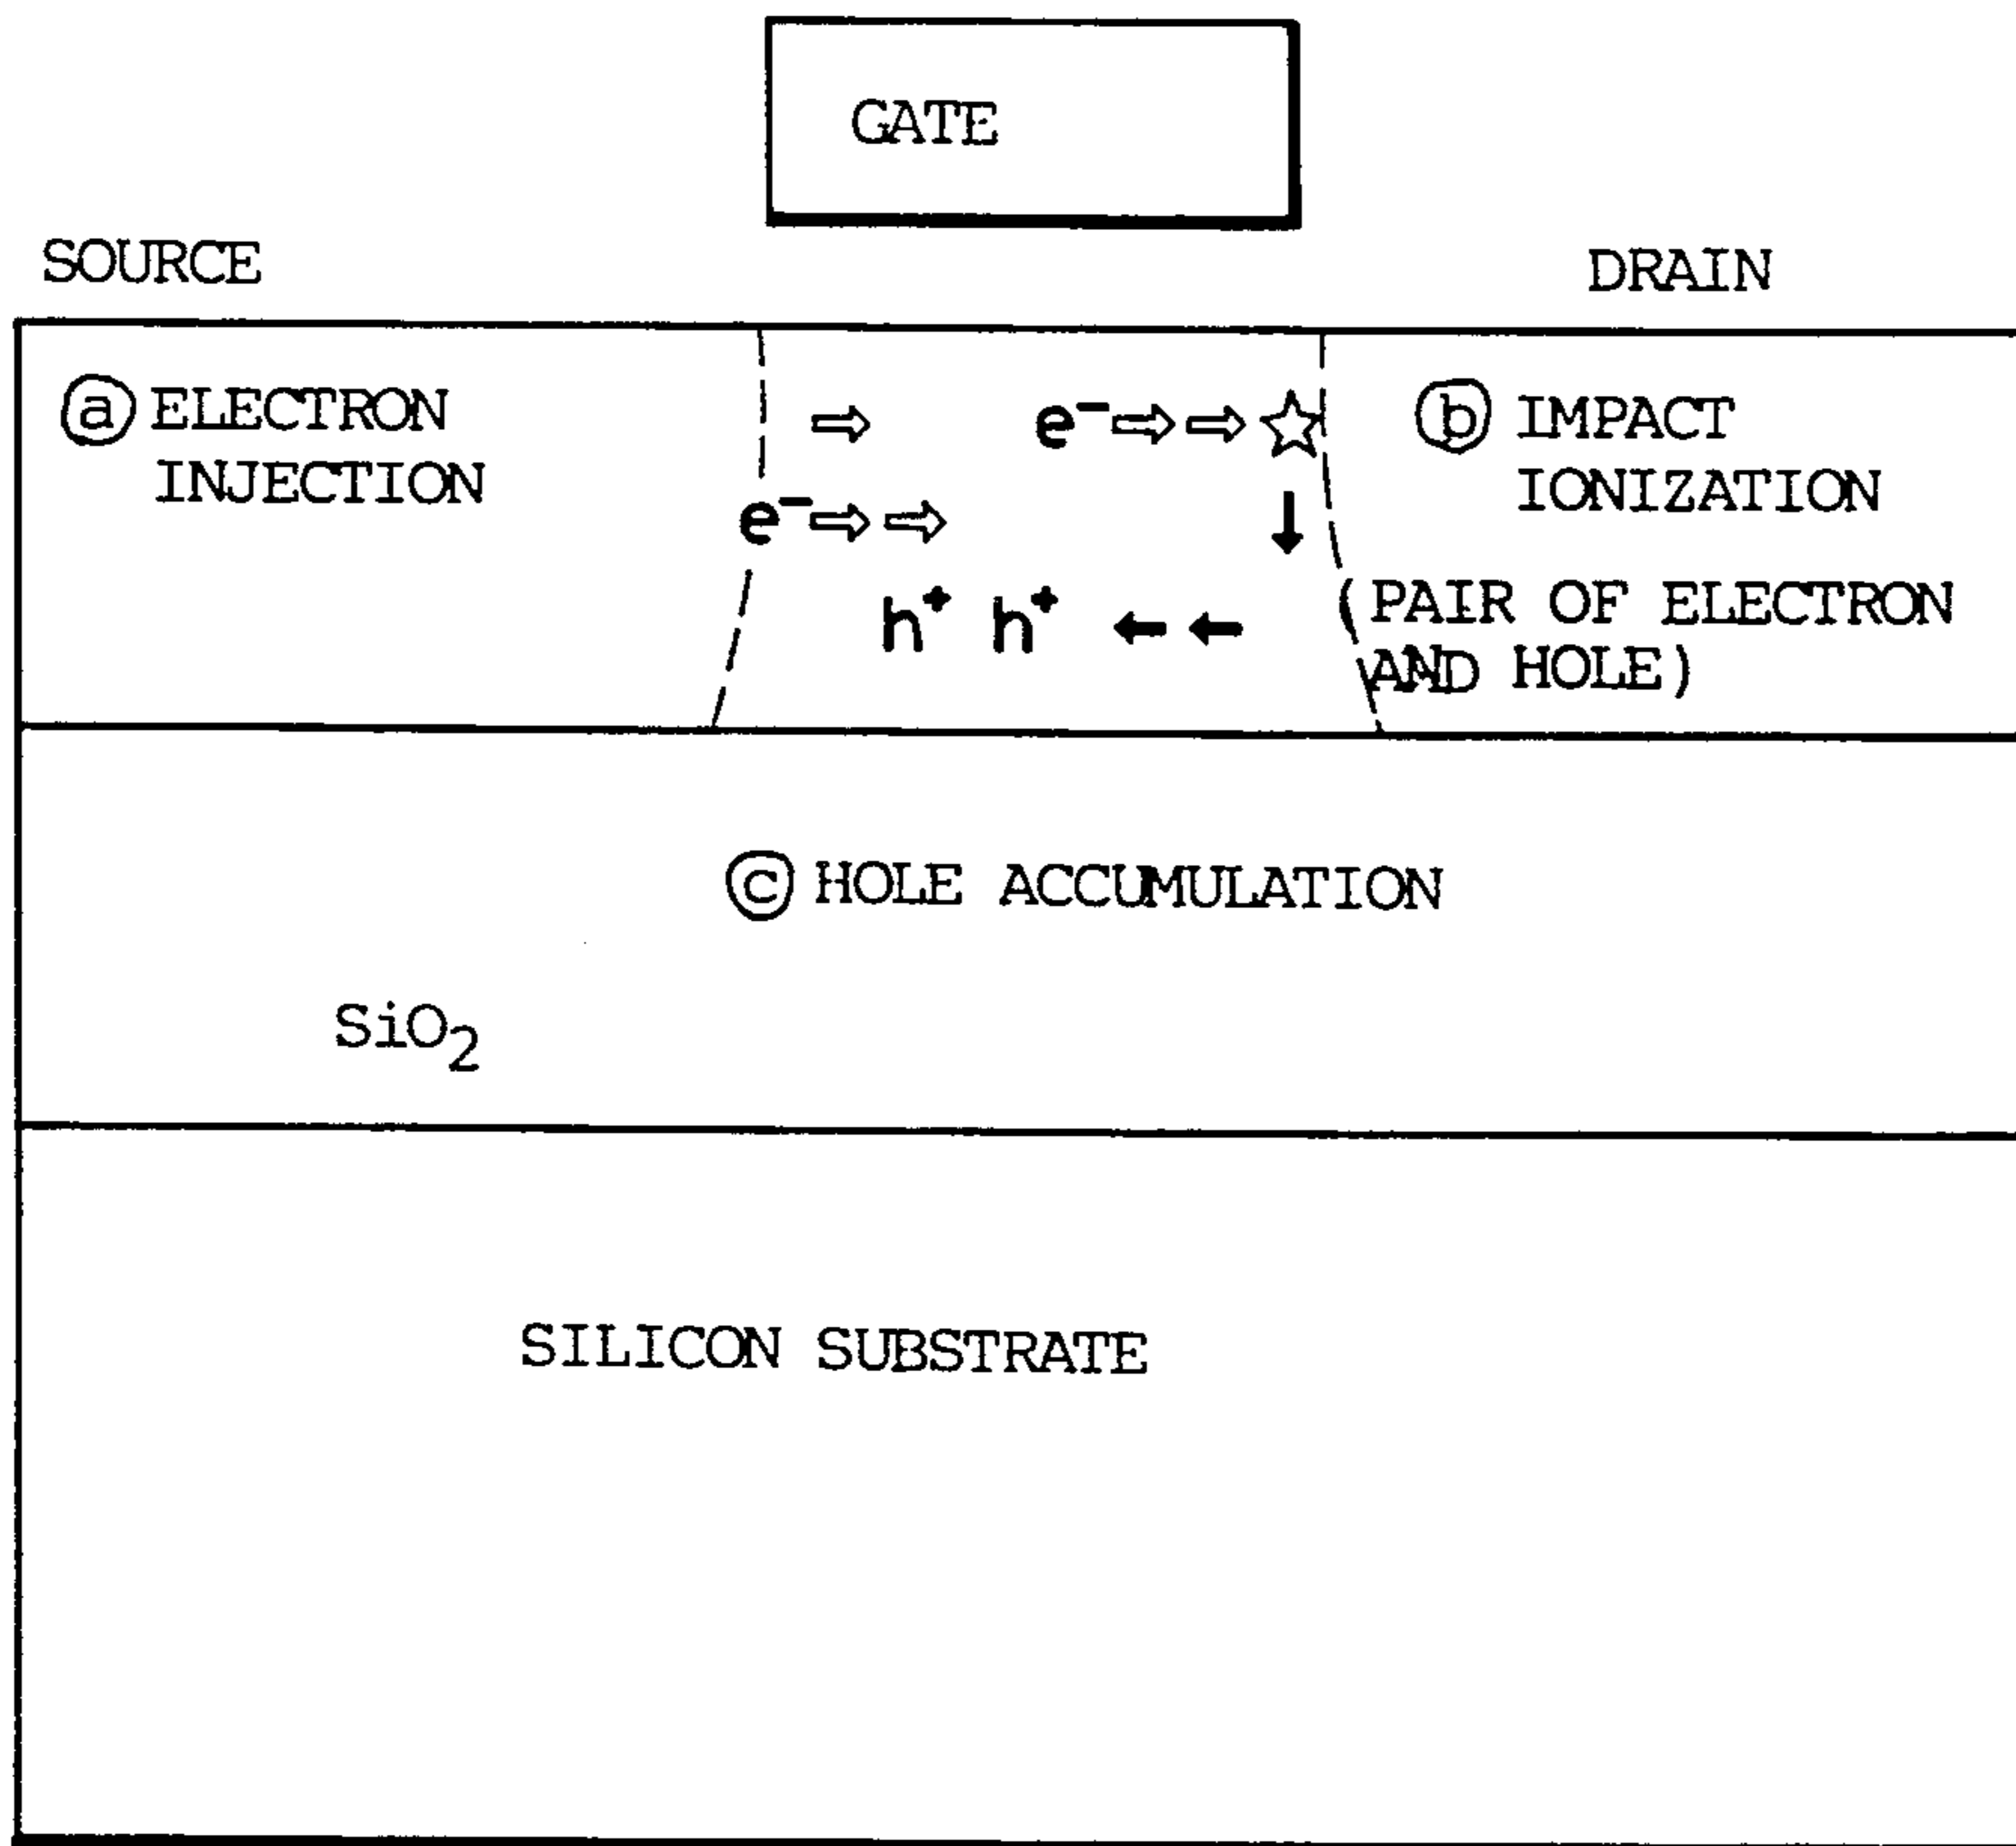 GATE
SOURCE
DRAIN
ⓐ ELECTRON
INJECTION
⇨ e⁻⇨⇨☆
e⁻⇨⇨
h⁺ h⁺ ← ←
ⓑ IMPACT
IONIZATION
(PAIR OF ELECTRON
AND HOLE)
ⓒ HOLE ACCUMULATION
SiO₂
SILICON SUBSTRATE